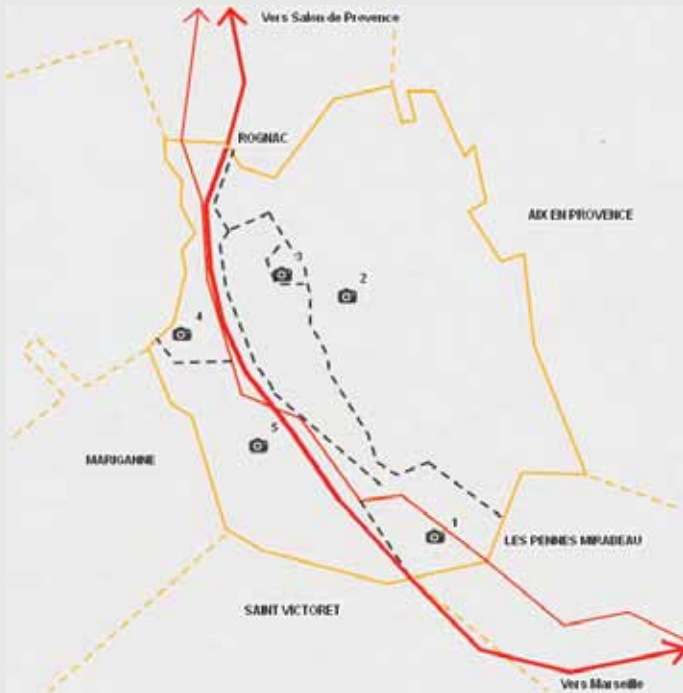 Vers Salon de Provence
ROGNAC
AIX EN PROVENCE
3
2
4
5
MARIGANNE
1
LES PENNES MIRABEAU
SAINT VICTORET
Vers Marseille